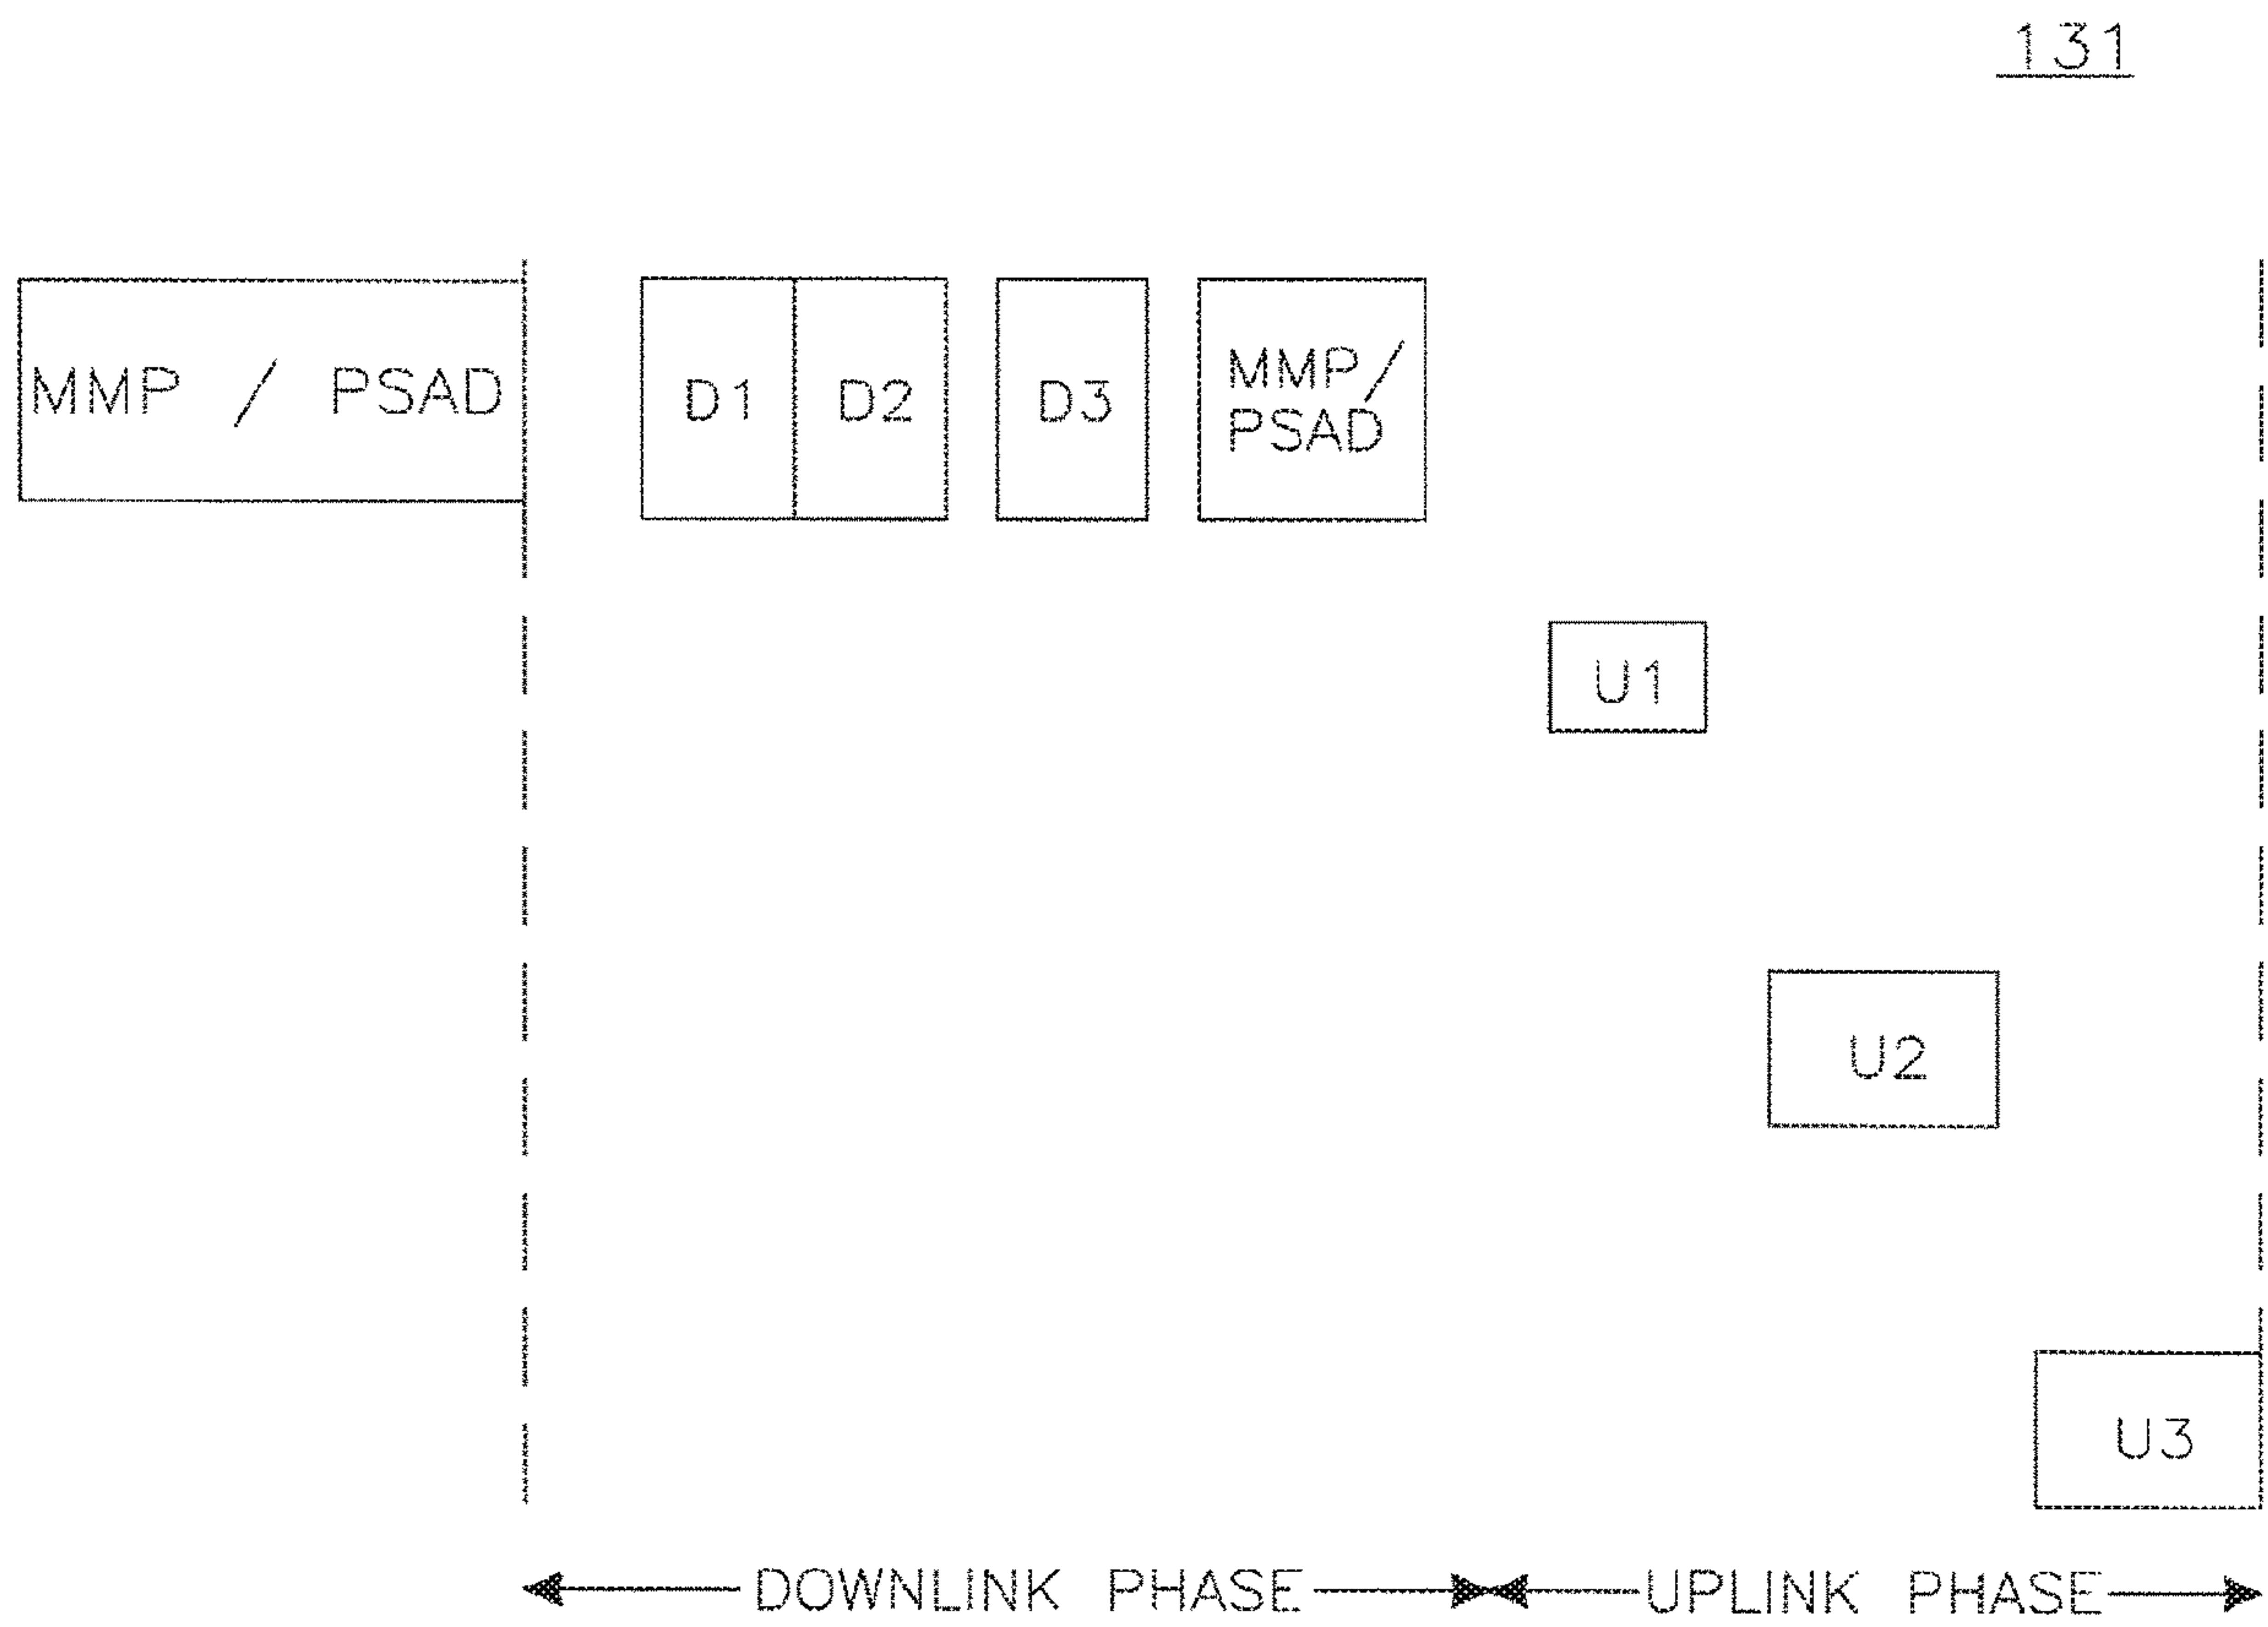 131
MMP / PSAD
D1
D2
D3
MMP/
PSAD
U1
U2
U3
DOWNLINK PHASE
UPLINK PHASE